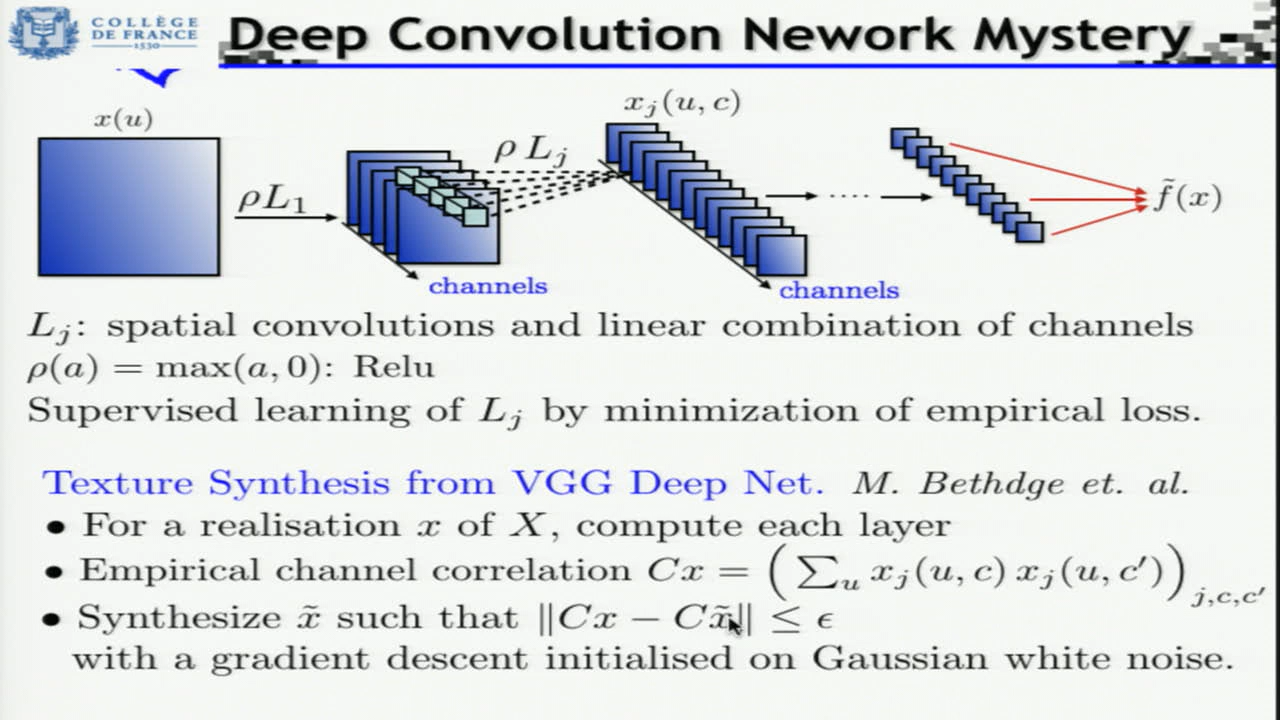 COLLÈGE
DE FRANCE
1530
Deep Convolution Nework Mystery
x(u)
ρL₁
channels
ρ Lⱼ
xⱼ(u, c)
channels
....
f̃(x)
Lⱼ: spatial convolutions and linear combination of channels
ρ(a) = max(a, 0): Relu
Supervised learning of Lⱼ by minimization of empirical loss.
Texture Synthesis from VGG Deep Net. M. Bethdge et. al.
• For a realisation x of X, compute each layer
• Empirical channel correlation Cx = (∑ᵤ xⱼ(u, c) xⱼ(u, c′))j,c,c′
• Synthesize x̃ such that ‖Cx − Cx̃‖ ≤ ϵ
with a gradient descent initialised on Gaussian white noise.